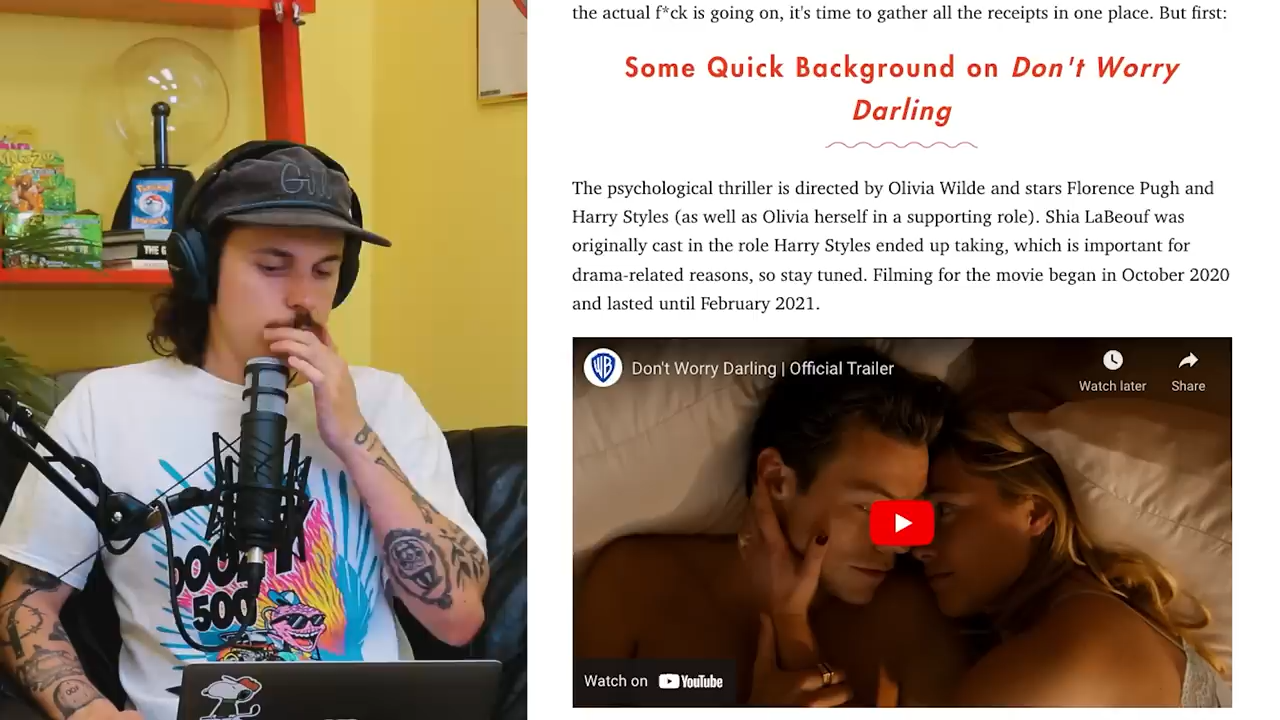 the actual f*ck is going on, it's time to gather all the receipts in one place. But first:
Some Quick Background on Don't Worry
Darling
The psychological thriller is directed by Olivia Wilde and stars Florence Pugh and
Harry Styles (as well as Olivia herself in a supporting role). Shia LaBeouf was
originally cast in the role Harry Styles ended up taking, which is important for
drama-related reasons, so stay tuned. Filming for the movie began in October 2020
and lasted until February 2021.
WB
Don't Worry Darling | Official Trailer
Watch later
Share
Watch on YouTube
Pokémon
THE G
500